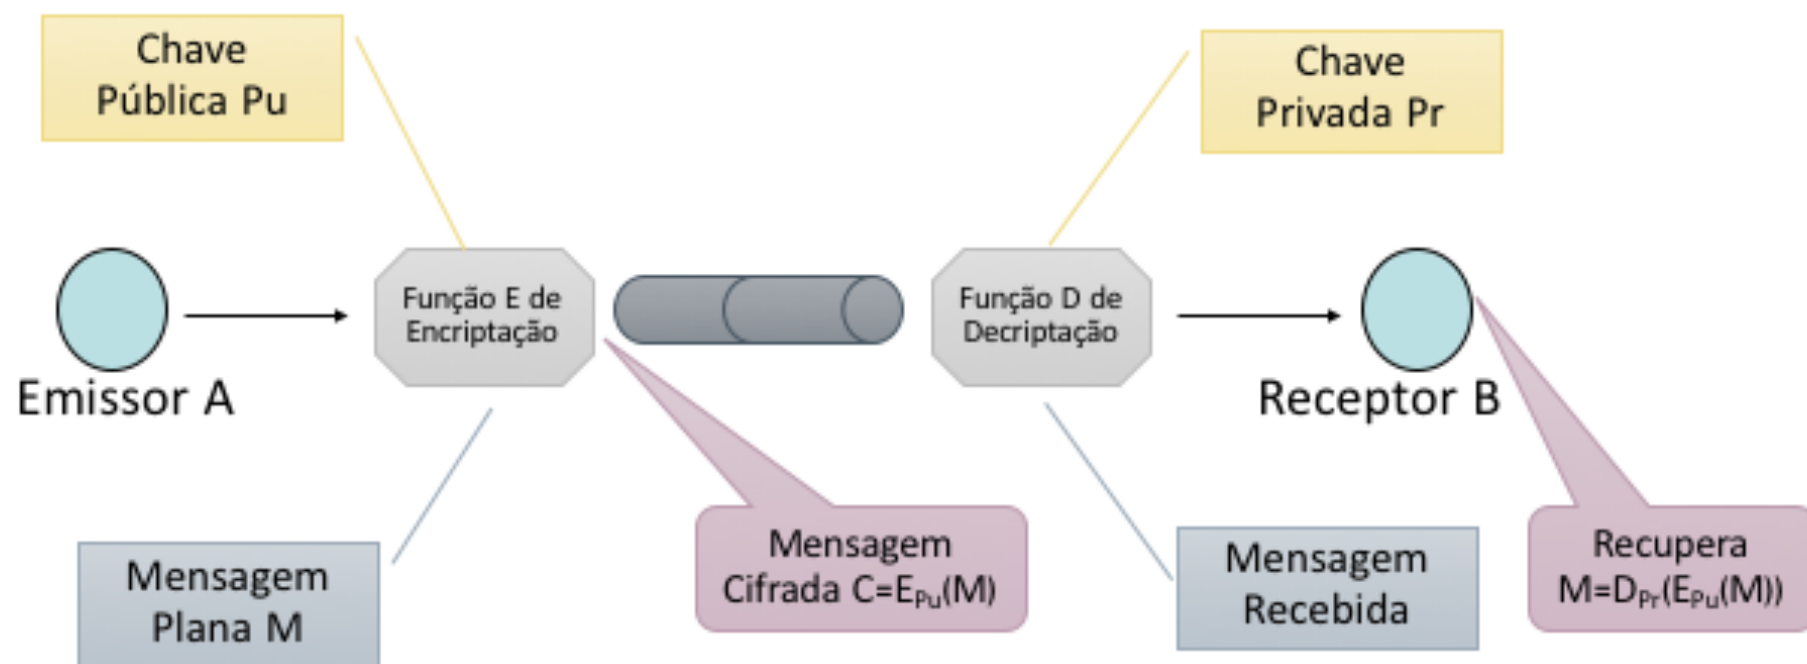 Chave
Pública Pu
Chave
Privada Pr
Função E de
Encriptação
Função D de
Decriptação
Emissor A
Receptor B
Mensagem
Plana M
Mensagem
Cifrada C=EPu(M)
Mensagem
Recebida
Recupera
M=DPr(EPu(M))